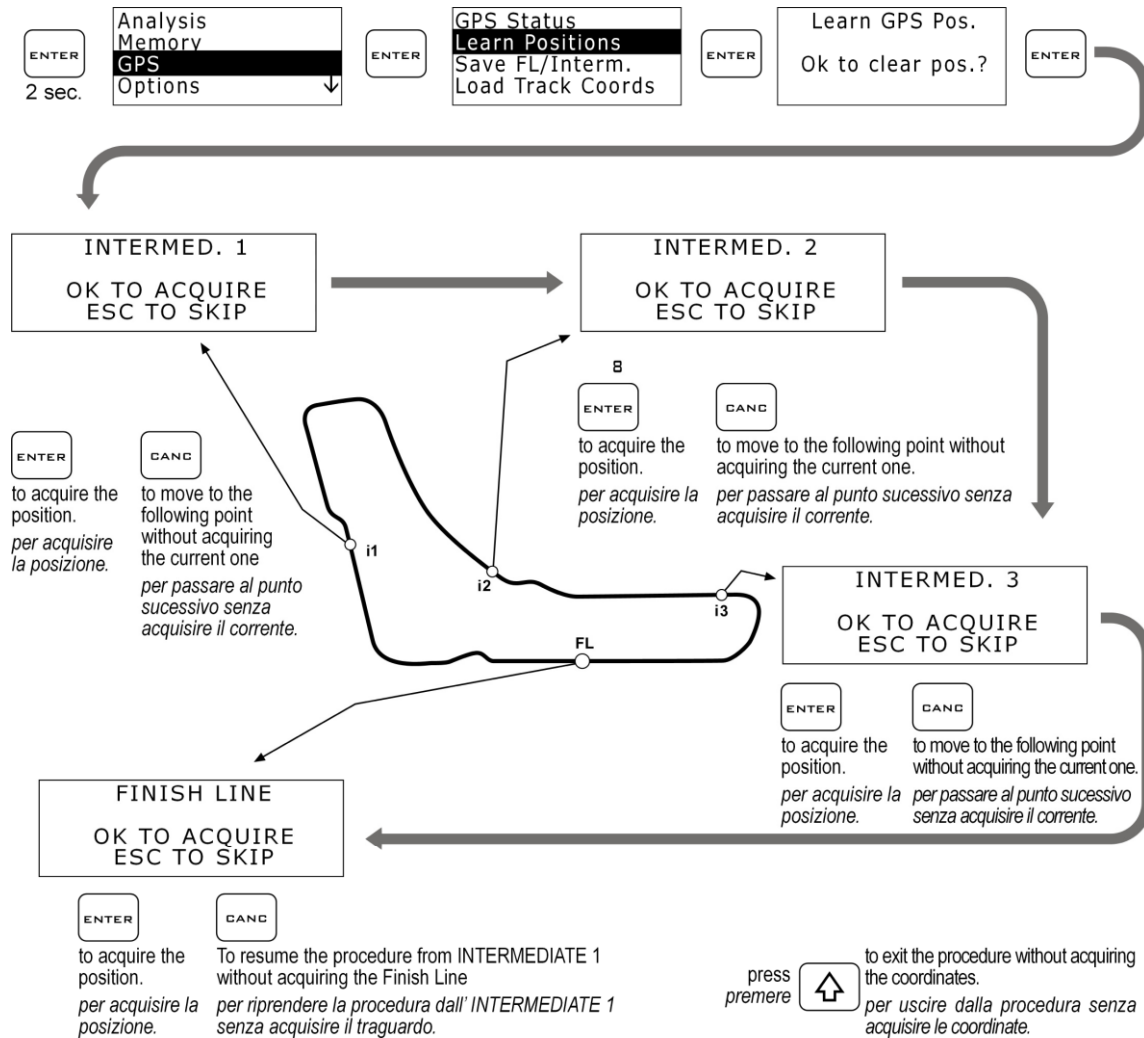 ENTER
2 sec.
Analysis
Memory
GPS
Options
ENTER
GPS Status
Learn Positions
Save FL/Interm.
Load Track Coords
ENTER
Learn GPS Pos.
Ok to clear pos.?
ENTER
INTERMED. 1
OK TO ACQUIRE
ESC TO SKIP
INTERMED. 2
OK TO ACQUIRE
ESC TO SKIP
8
ENTER
to acquire the
position.
per acquisire la
posizione.
CANC
to move to the following point without
acquiring the current one.
per passare al punto sucessivo senza
acquisire il corrente.
ENTER
to acquire the
position.
per acquisire
la posizione.
CANC
to move to the
following point
without acquiring
the current one
per passare al punto
sucessivo senza
acquisire il corrente.
i1
i2
i3
FL
INTERMED. 3
OK TO ACQUIRE
ESC TO SKIP
ENTER
to acquire the
position.
per acquisire la
posizione.
CANC
to move to the following point
without acquiring the current one.
per passare al punto sucessivo
senza acquisire il corrente.
FINISH LINE
OK TO ACQUIRE
ESC TO SKIP
ENTER
to acquire the
position.
per acquisire la
posizione.
CANC
To resume the procedure from INTERMEDIATE 1
without acquiring the Finish Line
per riprendere la procedura dall' INTERMEDIATE 1
senza acquisire il traguardo.
press
premere
to exit the procedure without acquiring
the coordinates.
per uscire dalla procedura senza
acquisire le coordinate.